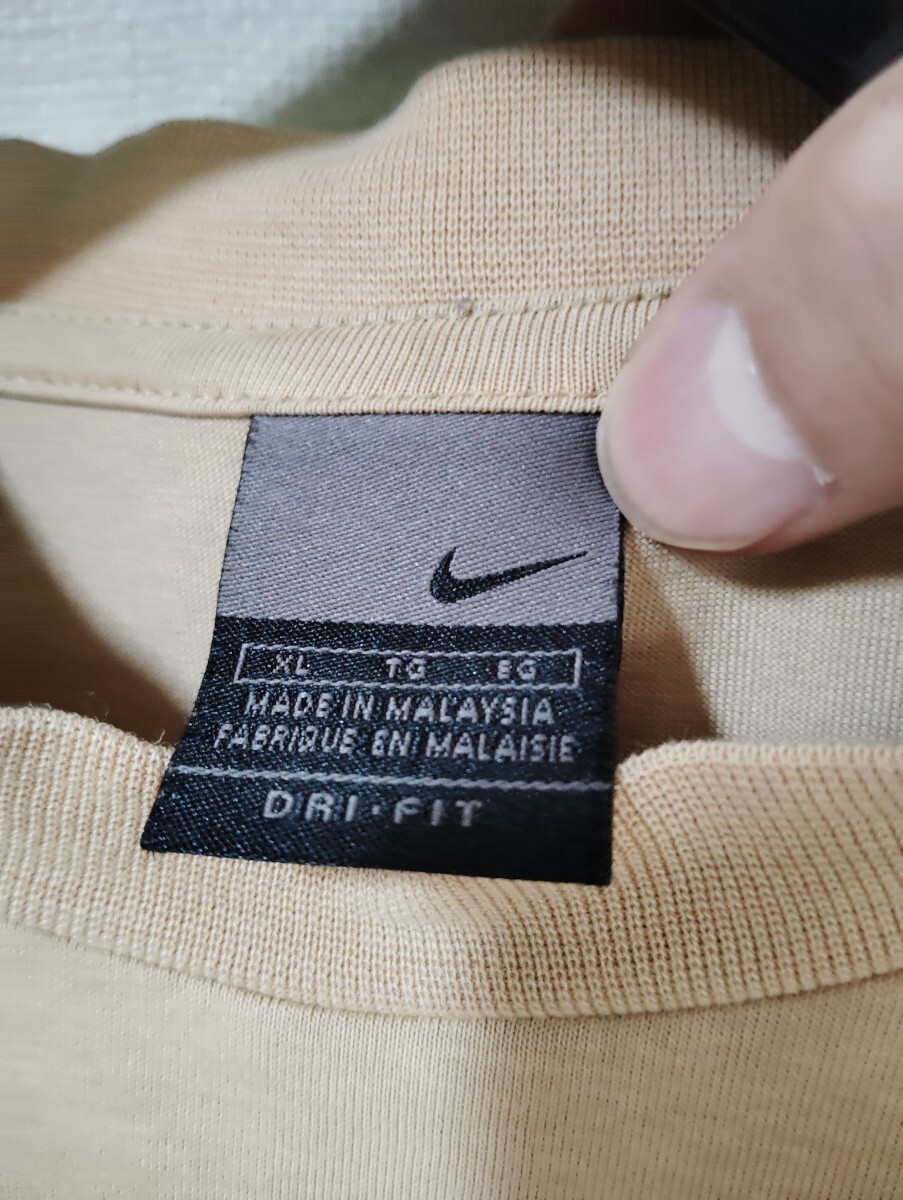 XL TG EG
MADE IN MALAYSIA
FABRIQUE EN MALAISIE
DRI·FIT